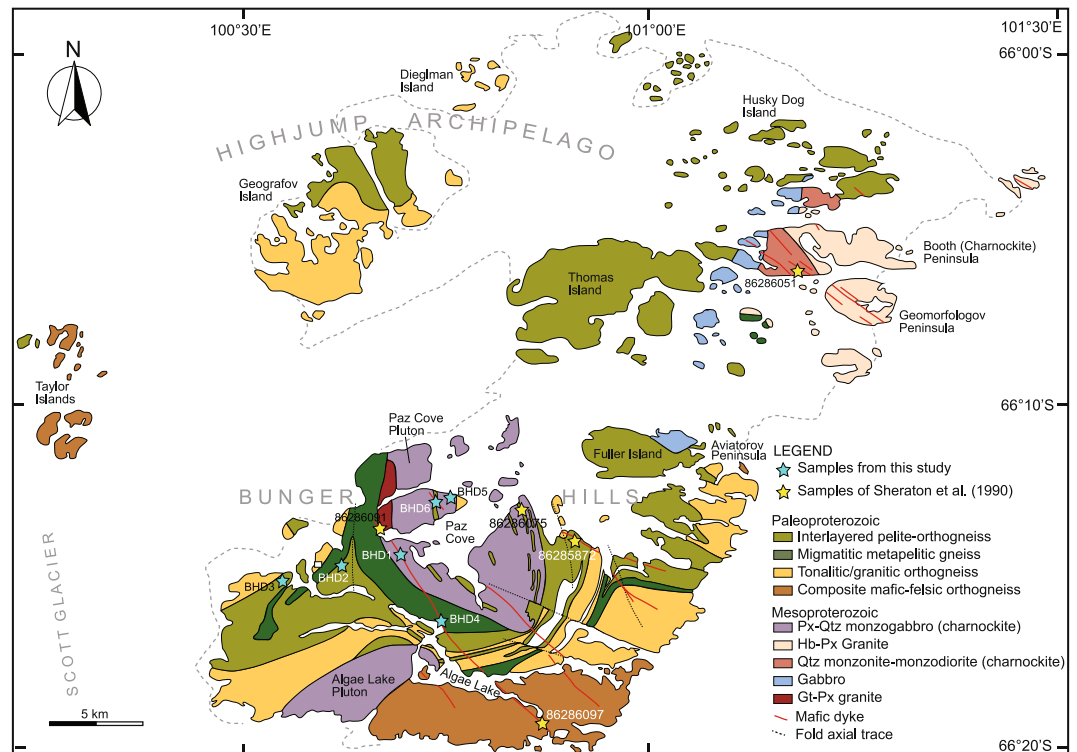 100°30'E
101°00'E
101°30'E
66°00'S
N
Dieglman
Island
HIGHJUMP ARCHIPELAGO
Husky Dog
Island
Geografov
Island
Booth (Charnockite)
Peninsula
Thomas
Island
86286051
Geomorfologov
Peninsula
Taylor
Islands
66°10'S
Paz Cove
Pluton
Fuller Island
Aviatorov
Peninsula
BUNGER HILLS
BHD5
BHD6
86286091
86286075
Paz
Cove
86285872
BHD1
BHD2
BHD3
BHD4
SCOTT GLACIER
Algae Lake
Pluton
Algae Lake
86286097
5 km
66°20'S
LEGEND
Samples from this study
Samples of Sheraton et al. (1990)
Paleoproterozoic
Interlayered pelite-orthogneiss
Migmatitic metapelitic gneiss
Tonalitic/granitic orthogneiss
Composite mafic-felsic orthogneiss
Mesoproterozoic
Px-Qtz monzogabbro (charnockite)
Hb-Px Granite
Qtz monzonite-monzodiorite (charnockite)
Gabbro
Gt-Px granite
Mafic dyke
Fold axial trace